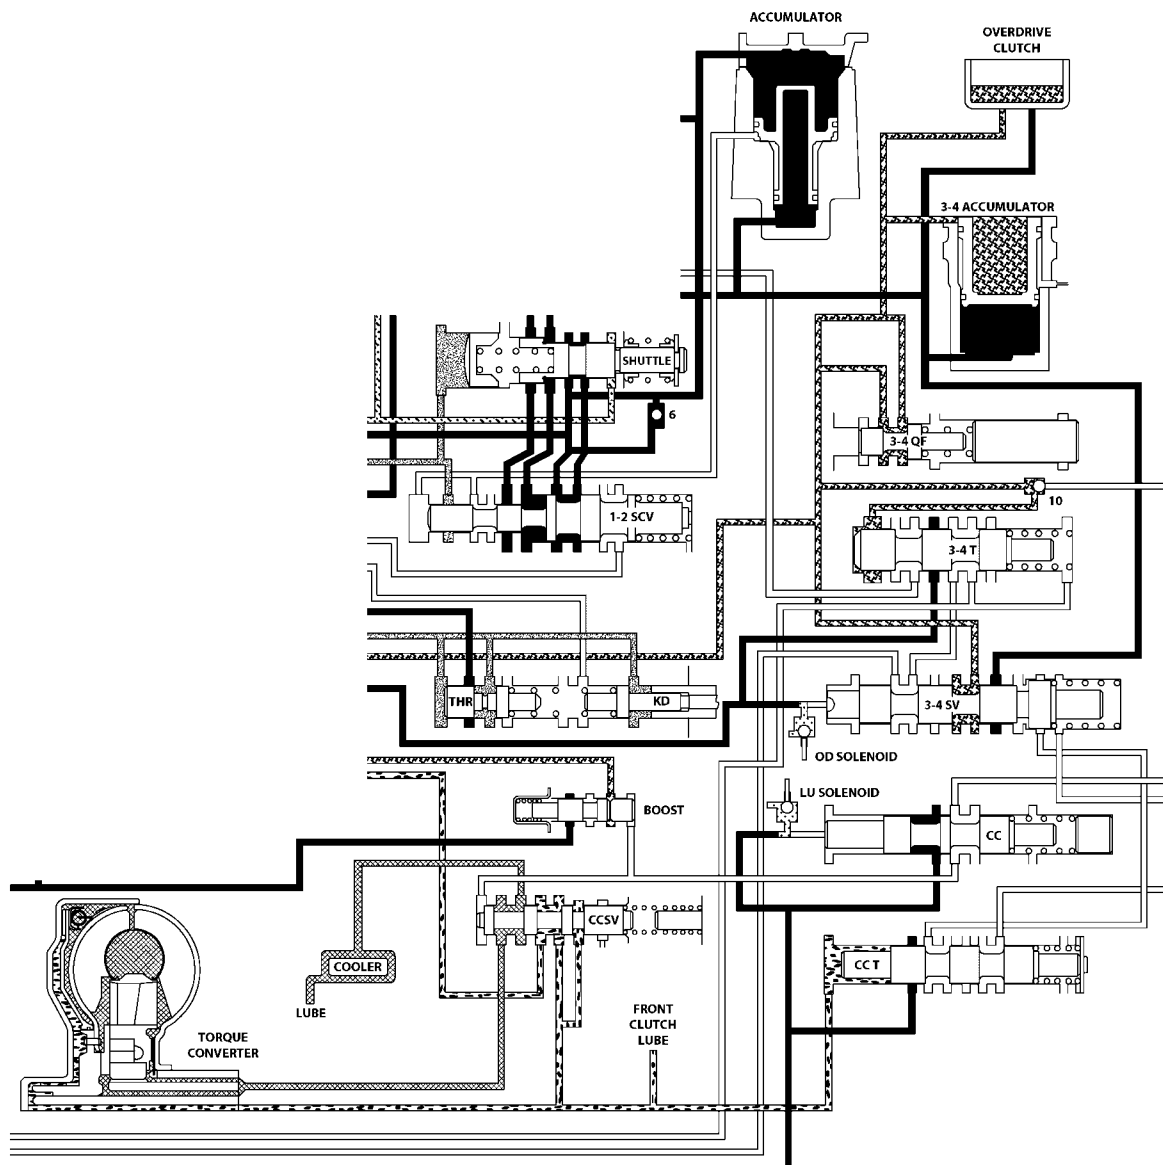 ACCUMULATOR
OVERDRIVE
CLUTCH
3-4 ACCUMULATOR
SHUTTLE
6
3-4 QF
10
1-2 SCV
3-4 T
THR
KD
3-4 SV
OD SOLENOID
LU SOLENOID
BOOST
CC
CCSV
COOLER
CC T
LUBE
FRONT
CLUTCH
LUBE
TORQUE
CONVERTER